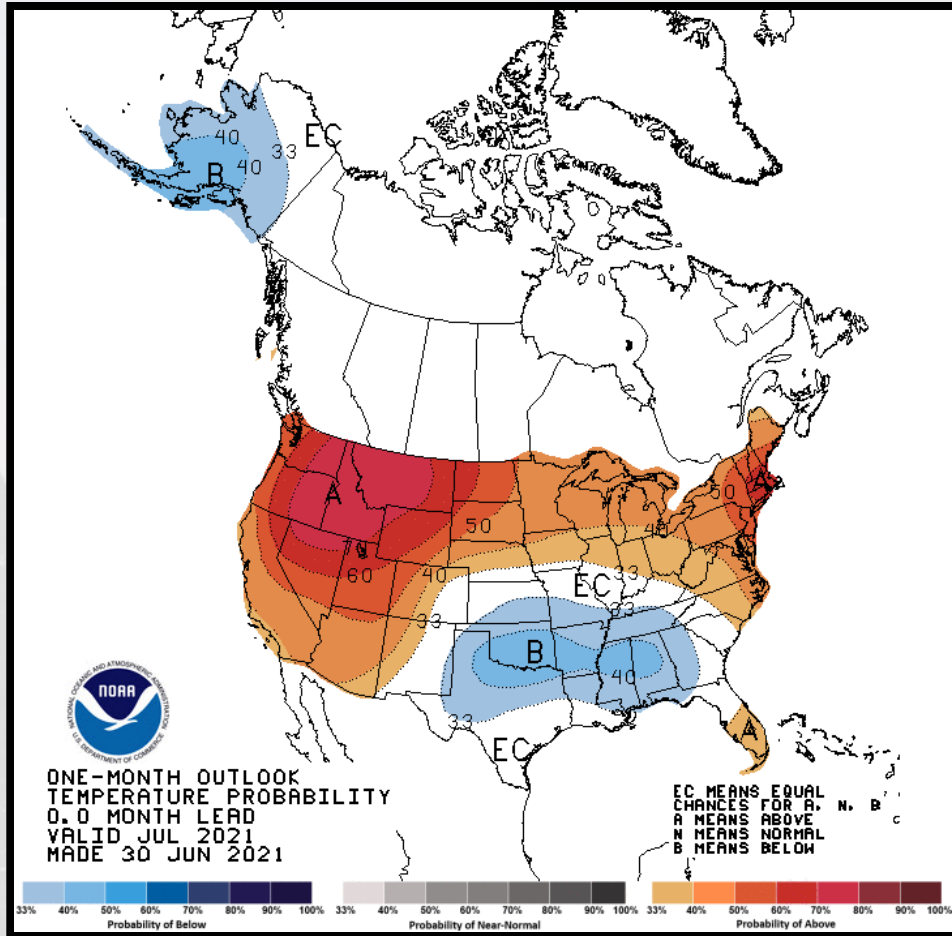 EC
40
33
40
B
A
A
50
50
40
70
60
40
33
EC
33
33
B
40
33
A
EC
NATIONAL OCEANIC AND ATMOSPHERIC ADMINISTRATION
NOAA
U.S. DEPARTMENT OF COMMERCE
ONE-MONTH OUTLOOK
TEMPERATURE PROBABILITY
0.0 MONTH LEAD
VALID JUL 2021
MADE 30 JUN 2021
EC MEANS EQUAL
CHANCES FOR A, N, B
A MEANS ABOVE
N MEANS NORMAL
B MEANS BELOW
33% 40% 50% 60% 70% 80% 90% 100%
Probability of Below
33% 40% 50% 60% 70% 80% 90% 100%
Probability of Near-Normal
33% 40% 50% 60% 70% 80% 90% 100%
Probability of Above